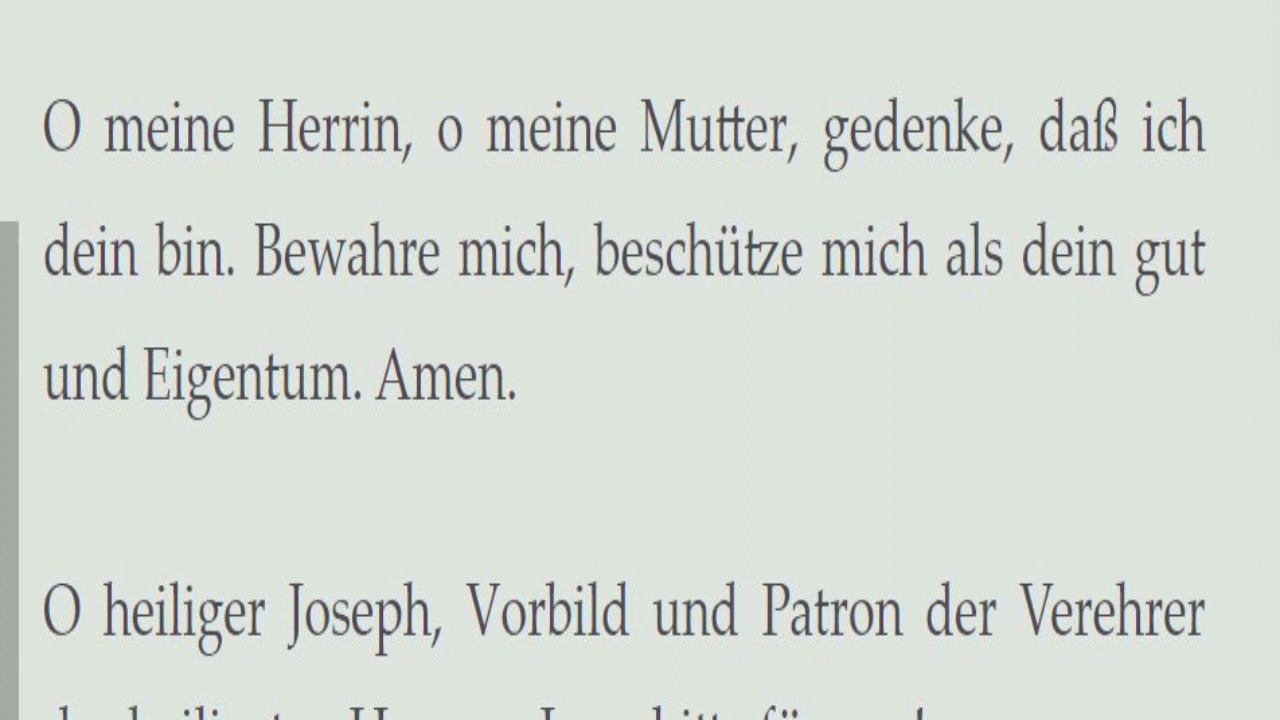 O meine Herrin, o meine Mutter, gedenke, daß ich
dein bin. Bewahre mich, beschütze mich als dein gut
und Eigentum. Amen.
O heiliger Joseph, Vorbild und Patron der Verehrer